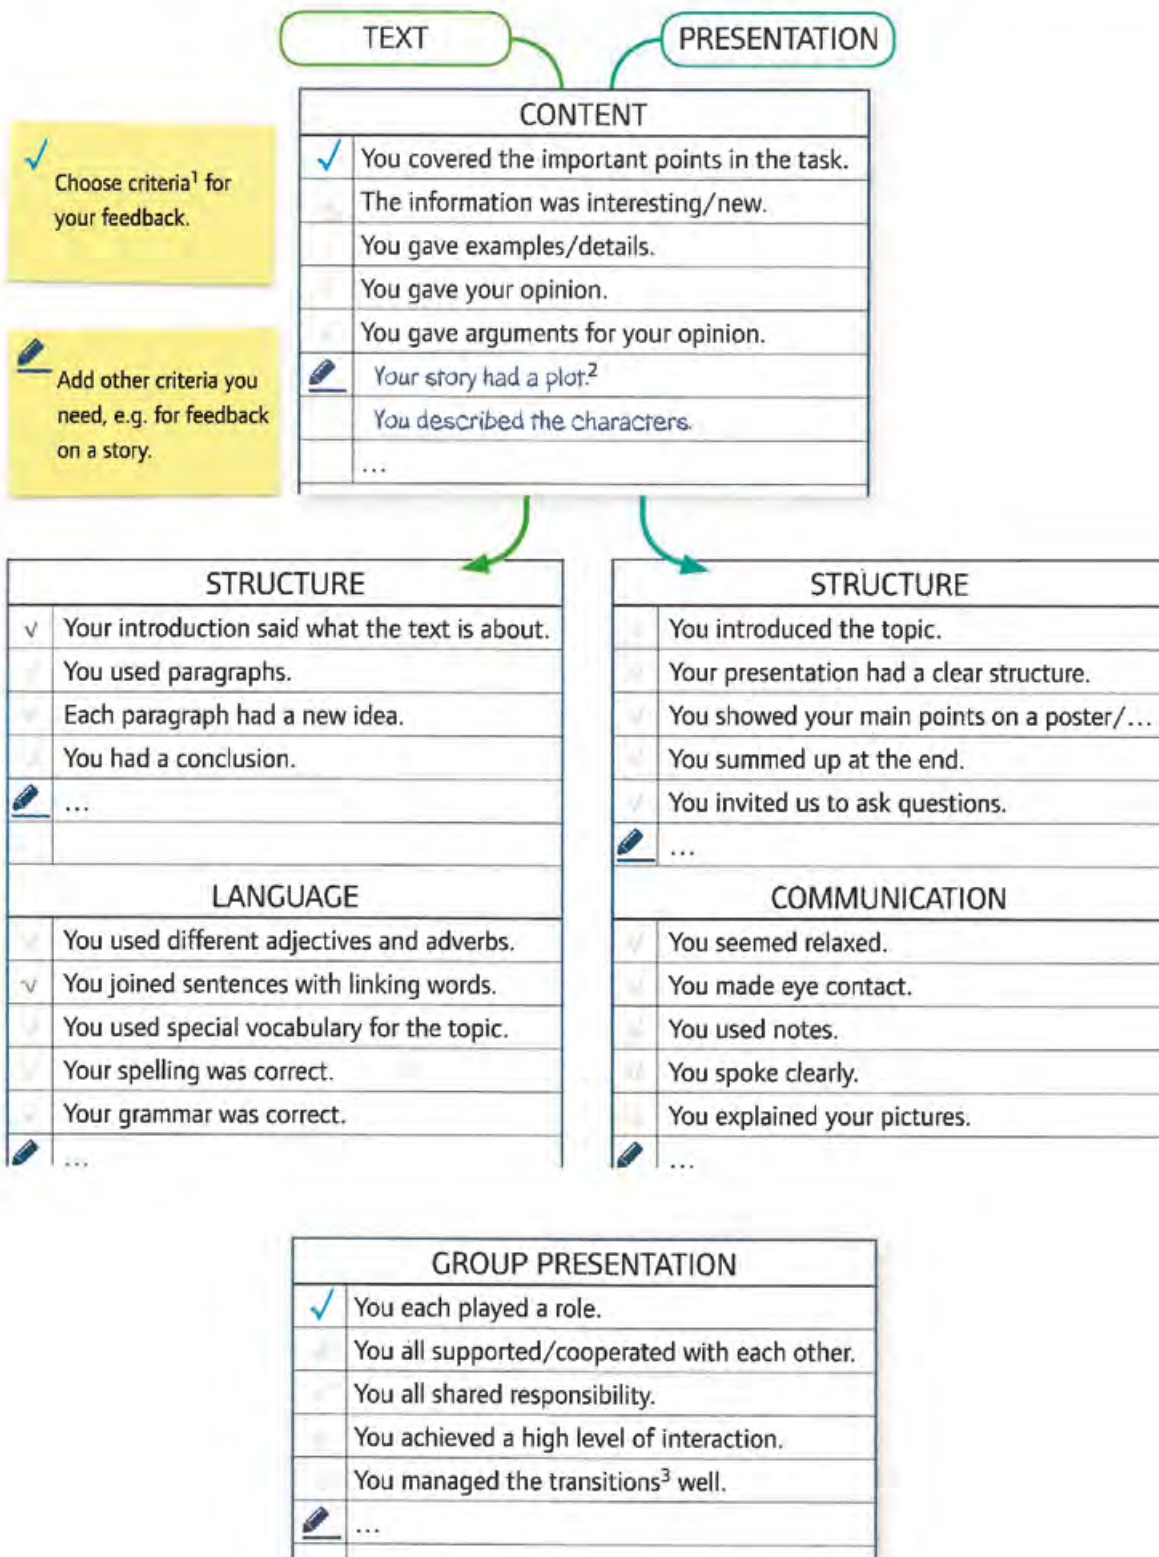 TEXT
PRESENTATION
CONTENT
✓ You covered the important points in the task.
The information was interesting/new.
You gave examples/details.
You gave your opinion.
You gave arguments for your opinion.
Your story had a plot.²
You described the characters.
...
✓
Choose criteria¹ for
your feedback.
Add other criteria you
need, e.g. for feedback
on a story.
STRUCTURE
√ Your introduction said what the text is about.
You used paragraphs.
Each paragraph had a new idea.
You had a conclusion.
...
LANGUAGE
You used different adjectives and adverbs.
√ You joined sentences with linking words.
You used special vocabulary for the topic.
Your spelling was correct.
Your grammar was correct.
...
STRUCTURE
You introduced the topic.
Your presentation had a clear structure.
You showed your main points on a poster/...
You summed up at the end.
You invited us to ask questions.
...
COMMUNICATION
You seemed relaxed.
You made eye contact.
You used notes.
You spoke clearly.
You explained your pictures.
...
GROUP PRESENTATION
✓ You each played a role.
You all supported/cooperated with each other.
You all shared responsibility.
You achieved a high level of interaction.
You managed the transitions³ well.
...